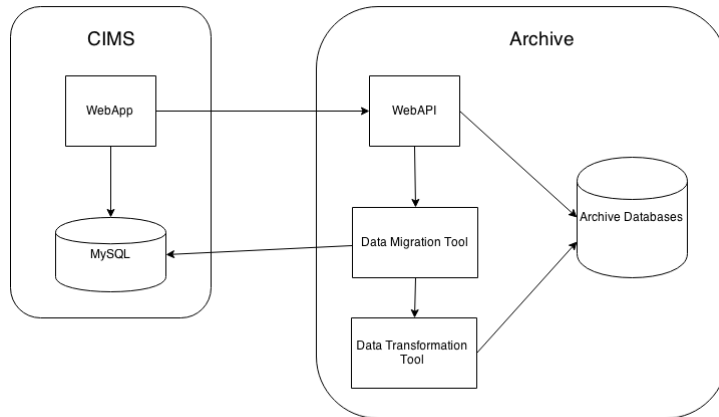 CIMS
Archive
WebApp
WebAPI
MySQL
Data Migration Tool
Archive Databases
Data Transformation
Tool